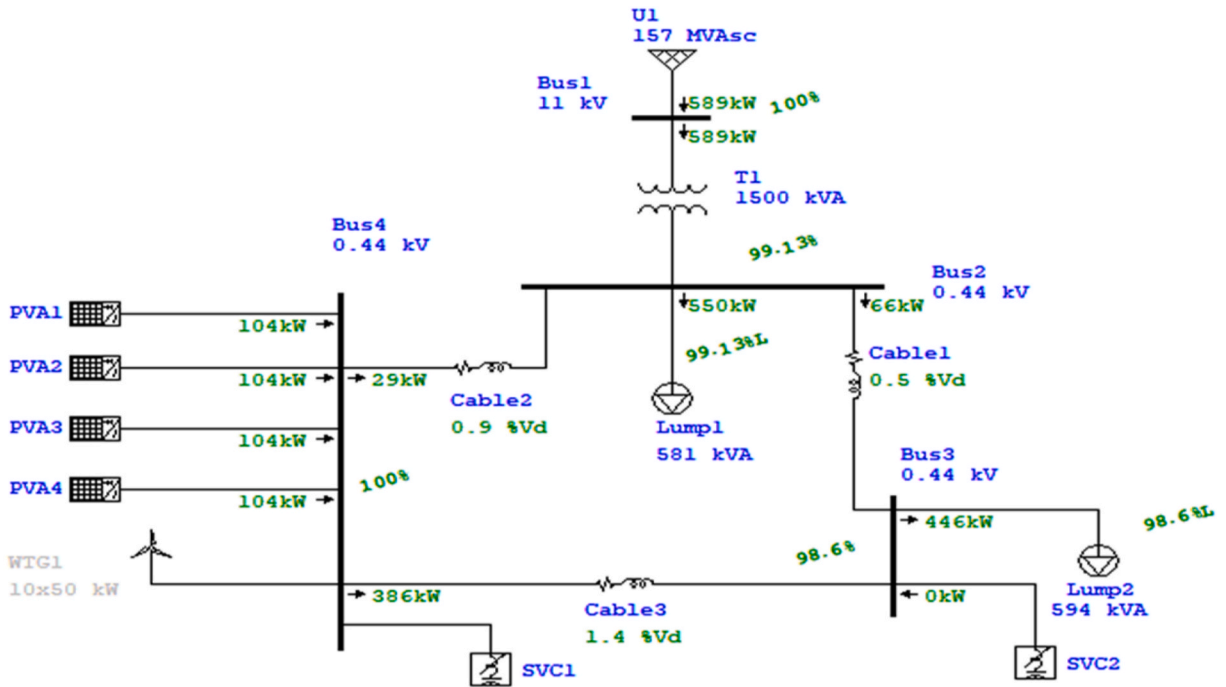 U1
157 MVAsc
Bus1
11 kV
589kW
100%
589kW
T1
1500 kVA
Bus4
0.44 kV
99.13%
Bus2
0.44 kV
PVA1
104kW
550kW
66kW
99.13%L
Cable1
0.5 %Vd
PVA2
104kW
29kW
Cable2
0.9 %Vd
Lump1
581 kVA
PVA3
104kW
Bus3
0.44 kV
PVA4
104kW
100%
446kW
98.6%L
98.6%
WTG1
10x50 kW
386kW
Cable3
1.4 %Vd
0kW
Lump2
594 kVA
SVC1
SVC2